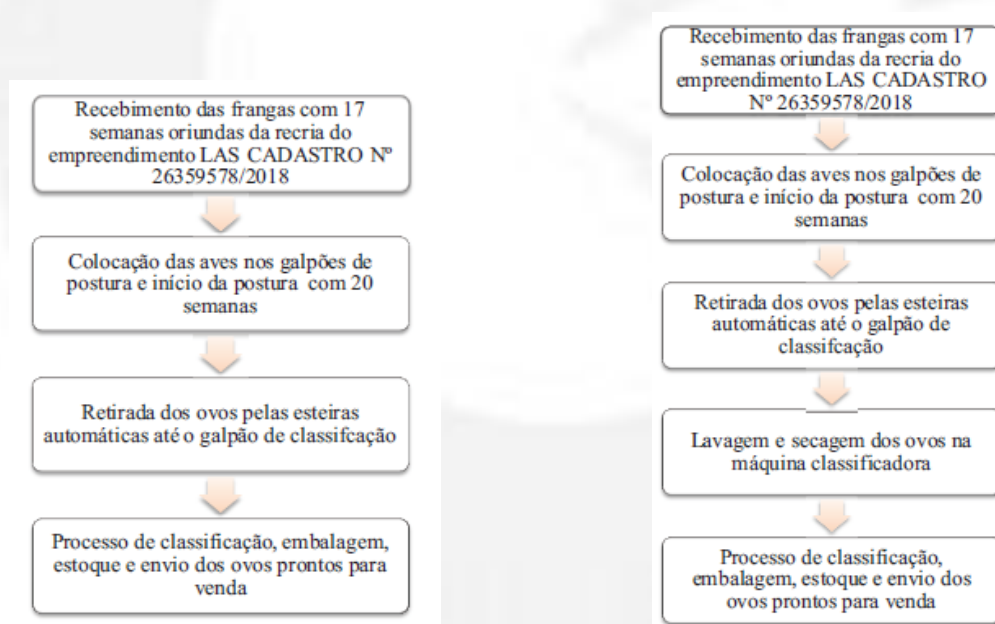 Recebimento das frangas com 17
semanas oriundas da recria do
empreendimento LAS CADASTRO Nº
26359578/2018
Colocação das aves nos galpões de
postura e início da postura com 20
semanas
Retirada dos ovos pelas esteiras
automáticas até o galpão de classifcação
Processo de classificação, embalagem,
estoque e envio dos ovos prontos para
venda
Recebimento das frangas com 17
semanas oriundas da recria do
empreendimento LAS CADASTRO
Nº 26359578/2018
Colocação das aves nos galpões de
postura e início da postura com 20
semanas
Retirada dos ovos pelas esteiras
automáticas até o galpão de
classifcação
Lavagem e secagem dos ovos na
máquina classificadora
Processo de classificação,
embalagem, estoque e envio dos
ovos prontos para venda